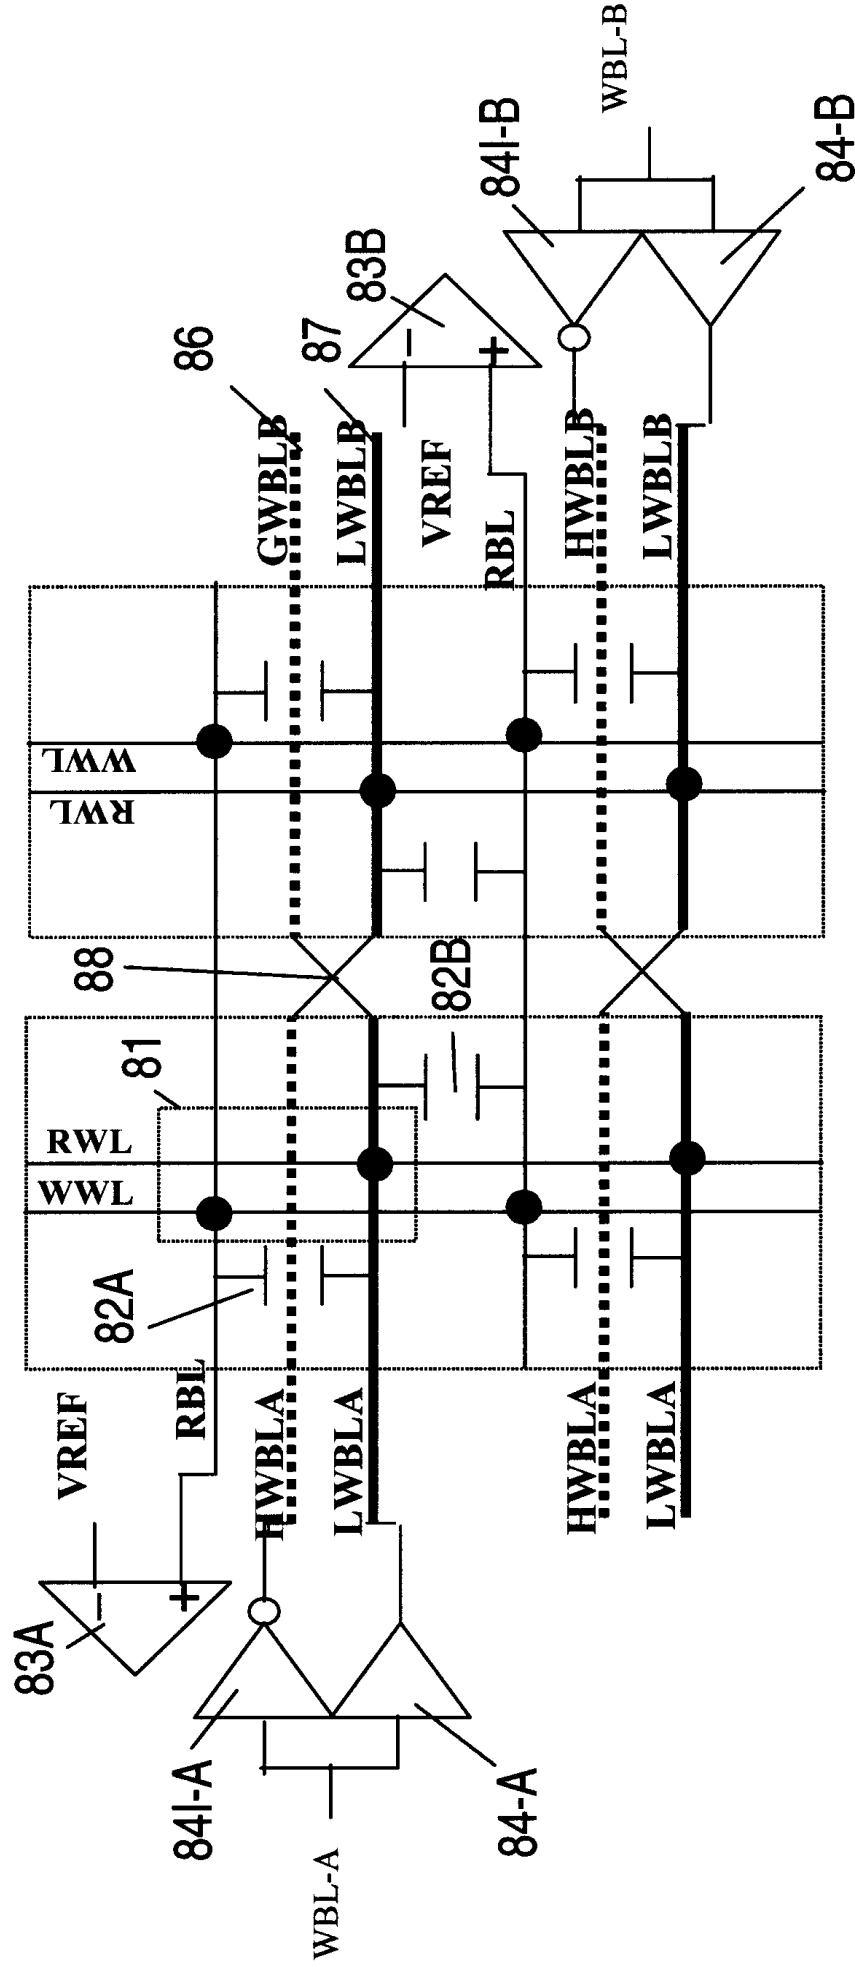 WBL-B
84I-B
84-B
83B
−
+
86
87
GWBLB
LWBLB
VREF
RBL
HWBLB
LWBLB
WWL
RWL
88
82B
81
RWL
WWL
82A
VREF
RBL
HWBLA
LWBLA
HWBLA
LWBLA
83A
−
+
84I-A
84-A
WBL-A